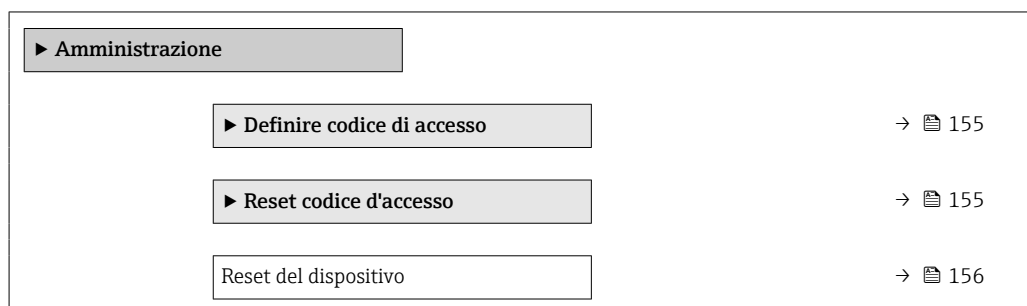 ▶ Amministrazione
▶ Definire codice di accesso → 155
▶ Reset codice d'accesso → 155
Reset del dispositivo → 156